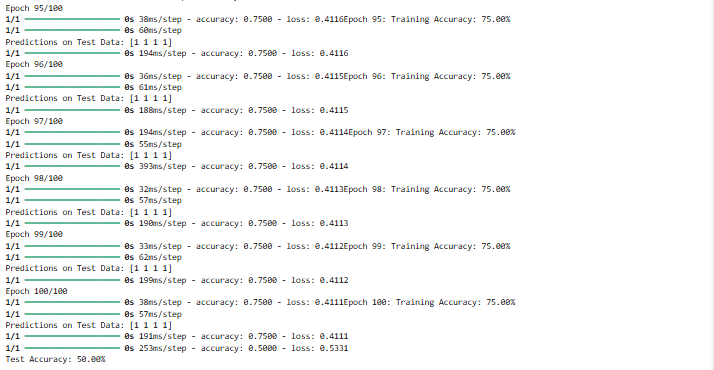 Epoch 95/100
1/1 0s 38ms/step - accuracy: 0.7500 - loss: 0.4116Epoch 95: Training Accuracy: 75.00%
1/1 0s 60ms/step
Predictions on Test Data: [1 1 1 1]
1/1 0s 194ms/step - accuracy: 0.7500 - loss: 0.4116
Epoch 96/100
1/1 0s 36ms/step - accuracy: 0.7500 - loss: 0.4115Epoch 96: Training Accuracy: 75.00%
1/1 0s 61ms/step
Predictions on Test Data: [1 1 1 1]
1/1 0s 188ms/step - accuracy: 0.7500 - loss: 0.4115
Epoch 97/100
1/1 0s 194ms/step - accuracy: 0.7500 - loss: 0.4114Epoch 97: Training Accuracy: 75.00%
1/1 0s 55ms/step
Predictions on Test Data: [1 1 1 1]
1/1 0s 393ms/step - accuracy: 0.7500 - loss: 0.4114
Epoch 98/100
1/1 0s 32ms/step - accuracy: 0.7500 - loss: 0.4113Epoch 98: Training Accuracy: 75.00%
1/1 0s 57ms/step
Predictions on Test Data: [1 1 1 1]
1/1 0s 190ms/step - accuracy: 0.7500 - loss: 0.4113
Epoch 99/100
1/1 0s 33ms/step - accuracy: 0.7500 - loss: 0.4112Epoch 99: Training Accuracy: 75.00%
1/1 0s 62ms/step
Predictions on Test Data: [1 1 1 1]
1/1 0s 199ms/step - accuracy: 0.7500 - loss: 0.4112
Epoch 100/100
1/1 0s 38ms/step - accuracy: 0.7500 - loss: 0.4111Epoch 100: Training Accuracy: 75.00%
1/1 0s 57ms/step
Predictions on Test Data: [1 1 1 1]
1/1 0s 191ms/step - accuracy: 0.7500 - loss: 0.4111
1/1 0s 253ms/step - accuracy: 0.5000 - loss: 0.5331
Test Accuracy: 50.00%